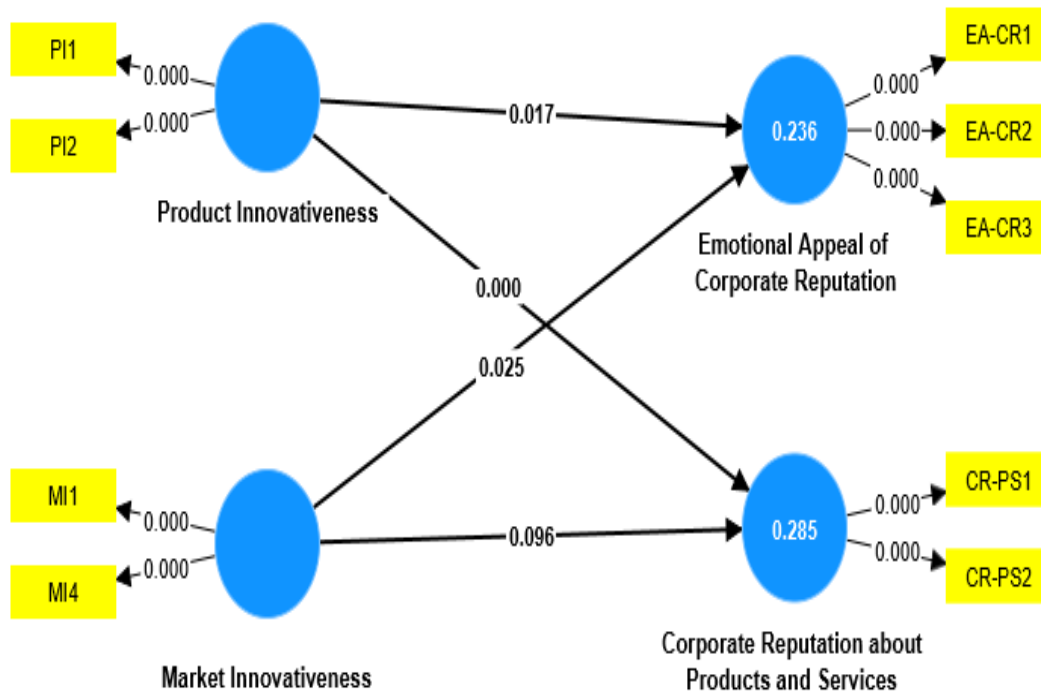 PI1
0.000
0.000
PI2
Product Innovativeness
0.017
0.236
EA-CR1
0.000
0.000
EA-CR2
0.000
EA-CR3
Emotional Appeal of
Corporate Reputation
0.000
0.025
MI1
0.000
0.000
MI4
Market Innovativeness
0.096
0.285
CR-PS1
0.000
0.000
CR-PS2
Corporate Reputation about
Products and Services